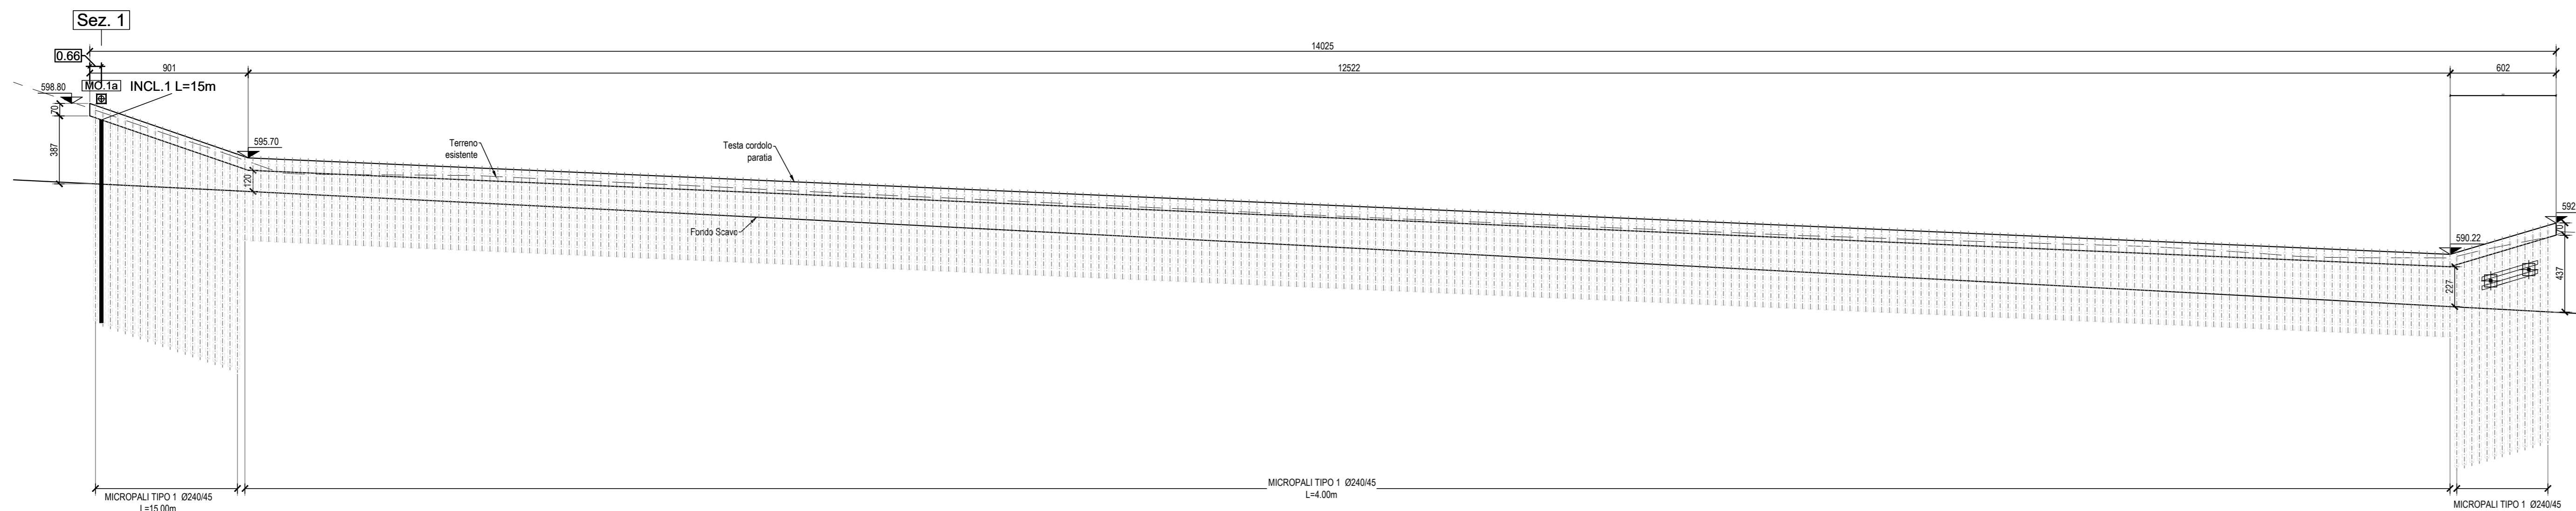 Sez. 1
14025
0.66
901
12522
602
MO.1a
INCL.1 L=15m
598.80
70
387
595.70
120
Terreno
esistente
Testa cordolo
paratia
Fondo Scavo
592
590.22
227
437
MICROPALI TIPO 1 Ø240/45
L=15.00m
MICROPALI TIPO 1 Ø240/45
L=4.00m
MICROPALI TIPO 1 Ø240/45